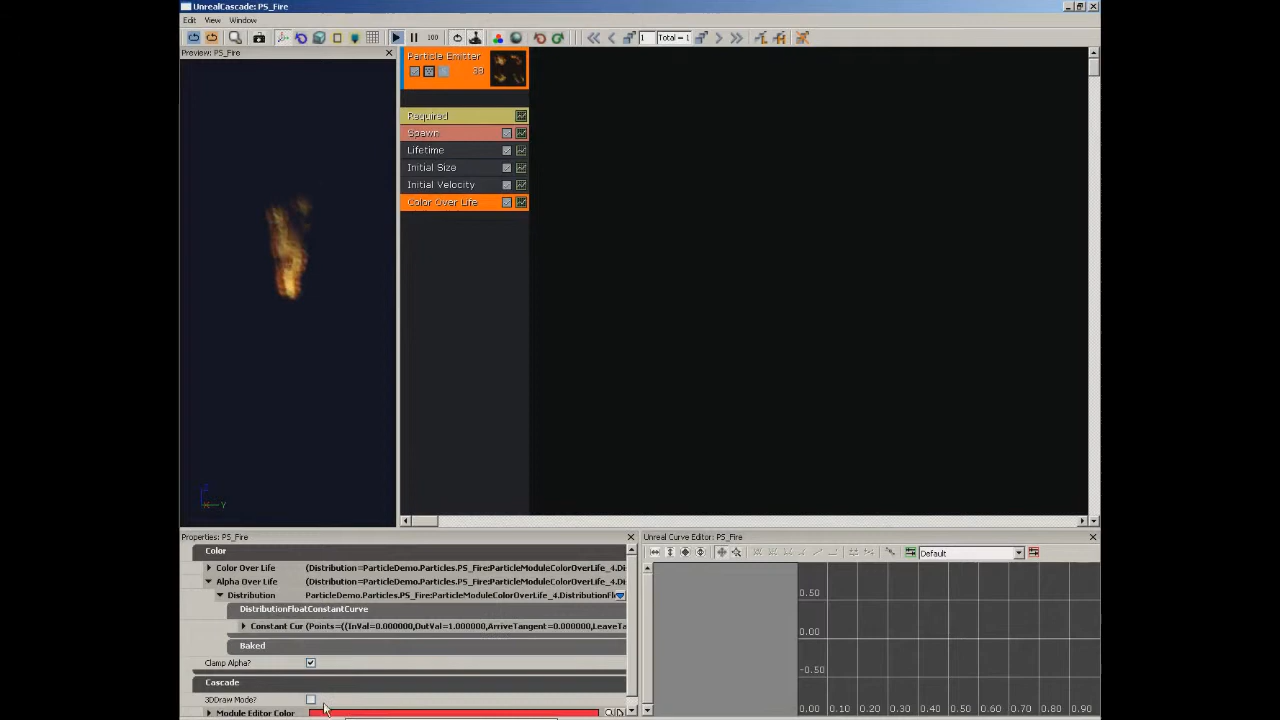 UnrealCascade: PS_Fire
Edit View Window
100 1 Total = 1
Preview: PS_Fire
Particle Emitter
Required
Spawn
Lifetime
Initial Size
Initial Velocity
Color Over Life
Z
Y
Properties: PS_Fire
Color
Color Over Life (Distribution=ParticleDemo.Particles.PS_Fire:ParticleModuleColorOverLife_4.Di
Alpha Over Life (Distribution=ParticleDemo.Particles.PS_Fire:ParticleModuleColorOverLife_4.Di
Distribution ParticleDemo.Particles.PS_Fire:ParticleModuleColorOverLife_4.DistributionFl
DistributionFloatConstantCurve
Constant Cur (Points=((InVal=0.000000,OutVal=1.000000,ArriveTangent=0.000000,LeaveTa
Baked
Clamp Alpha?
Cascade
3DDraw Mode?
Module Editor Color
Unreal Curve Editor: PS_Fire
Default
0.50
0.00
-0.50
0.00 0.10 0.20 0.30 0.40 0.50 0.60 0.70 0.80 0.90